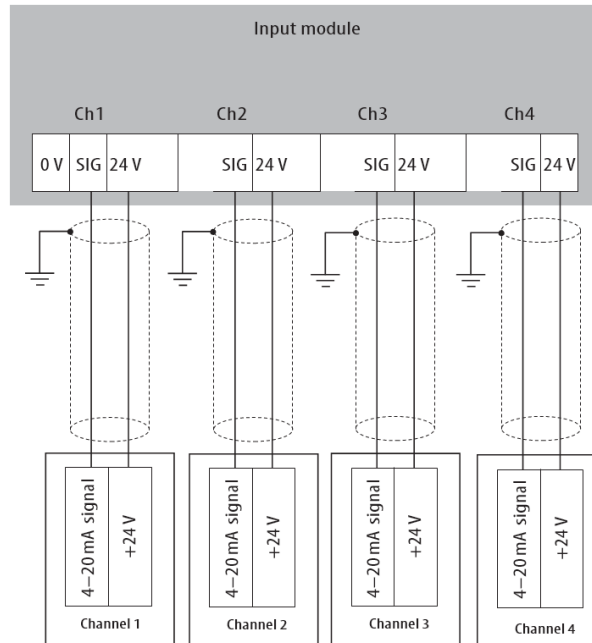 Input module
Ch1 Ch2 Ch3 Ch4
0 V SIG 24 V SIG 24 V SIG 24 V SIG 24 V
4–20 mA signal +24 V 4–20 mA signal +24 V 4–20 mA signal +24 V 4–20 mA signal +24 V
Channel 1 Channel 2 Channel 3 Channel 4